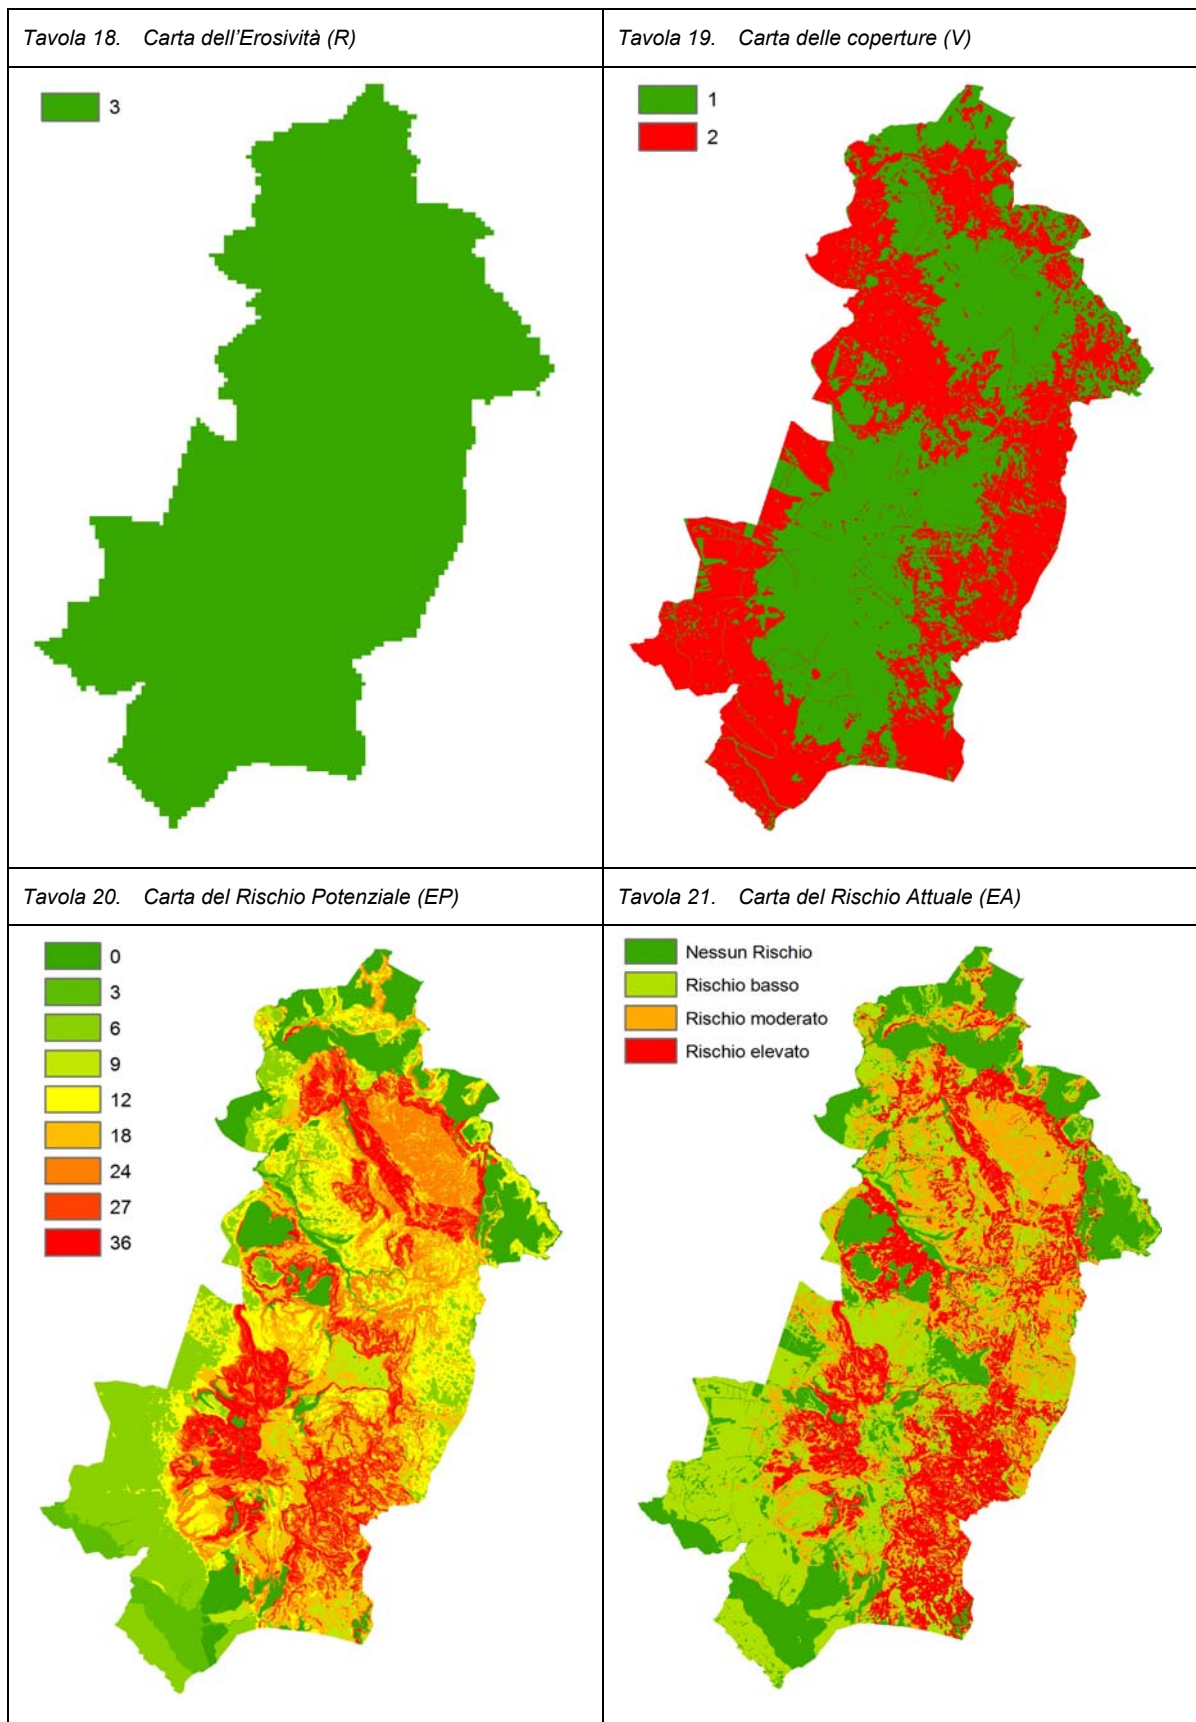 Tavola 18. Carta dell'Erosività (R)
Tavola 19. Carta delle coperture (V)
3
1
2
Tavola 20. Carta del Rischio Potenziale (EP)
Tavola 21. Carta del Rischio Attuale (EA)
0
3
6
9
12
18
24
27
36
Nessun Rischio
Rischio basso
Rischio moderato
Rischio elevato